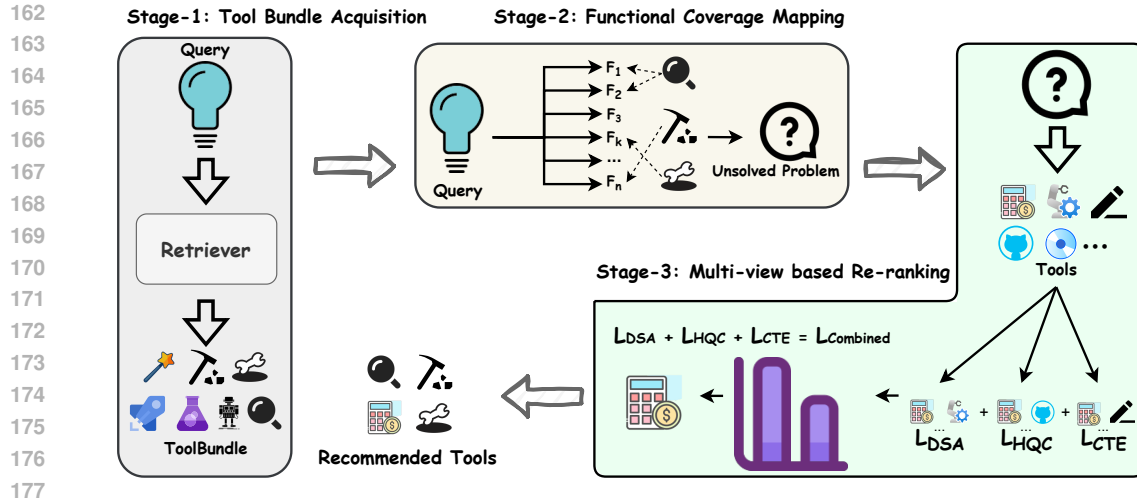 162
163
164
165
166
167
168
169
170
171
172
173
174
175
176
177
Stage-1: Tool Bundle Acquisition
Query
Retriever
ToolBundle
Stage-2: Functional Coverage Mapping
Query
F1
F2
F3
Fk
...
Fn
?
Unsolved Problem
?
Tools
...
Stage-3: Multi-view based Re-ranking
LDSA + LHQC + LCTE = LCombined
... + ... + ...
LDSA LHQC LCTE
Recommended Tools